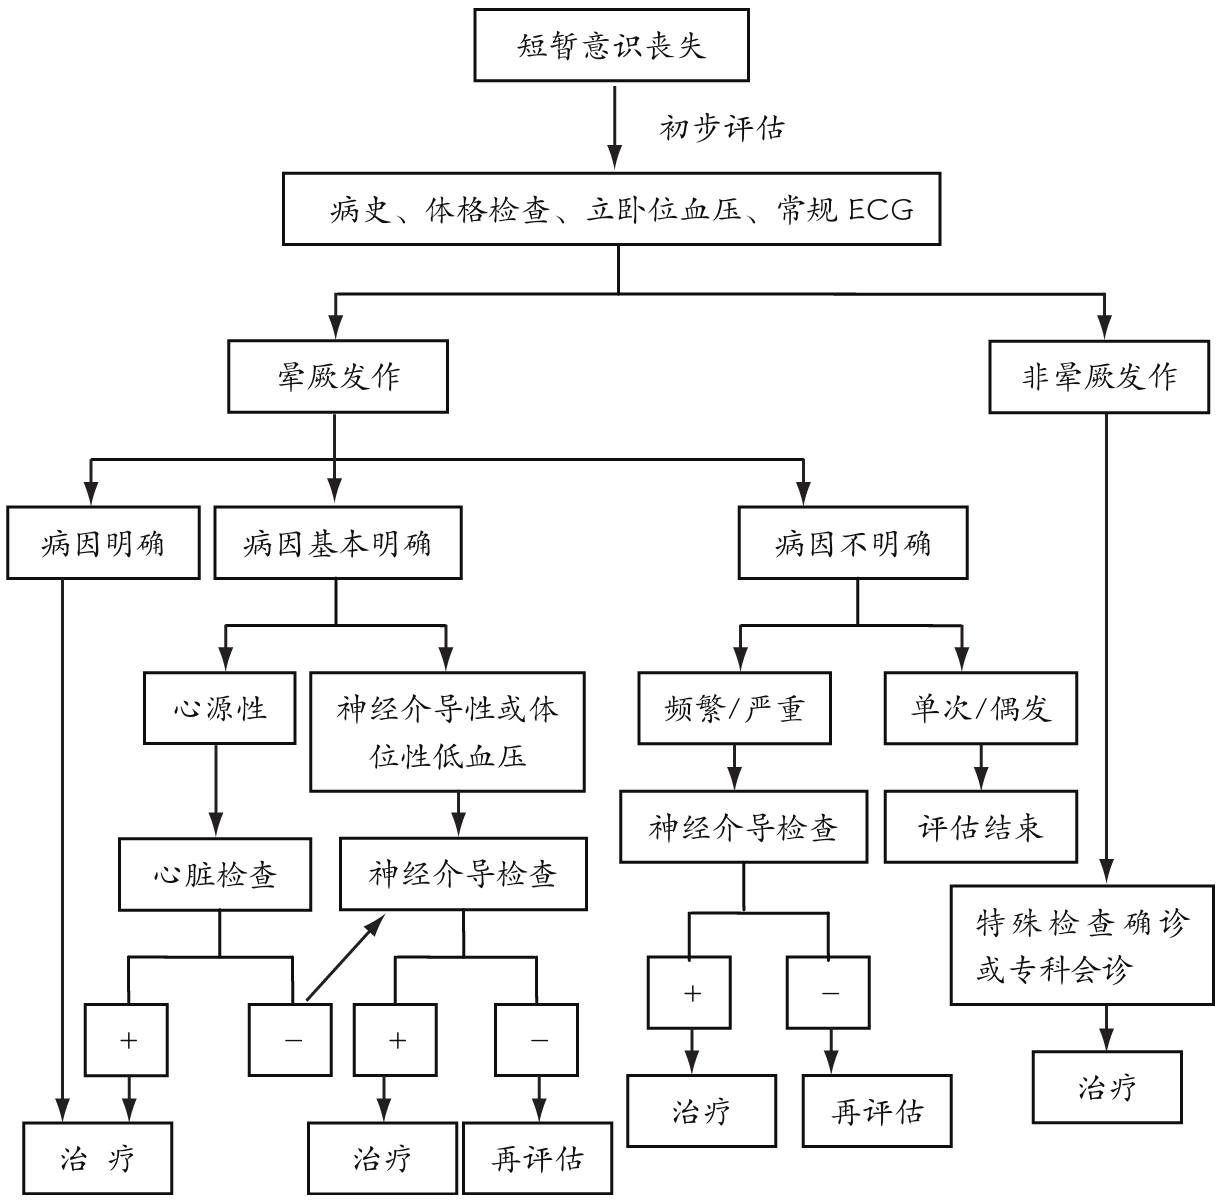 短暂意识丧失
初步评估
病史、体格检查、立卧位血压、常规 ECG
晕厥发作
非晕厥发作
病因明确
病因基本明确
病因不明确
心源性
神经介导性或体
位性低血压
频繁/严重
单次/偶发
神经介导检查
评估结束
心脏检查
神经介导检查
特殊检查确诊
或专科会诊
+
−
+
−
+
−
治疗
治疗
再评估
治疗
治疗
再评估